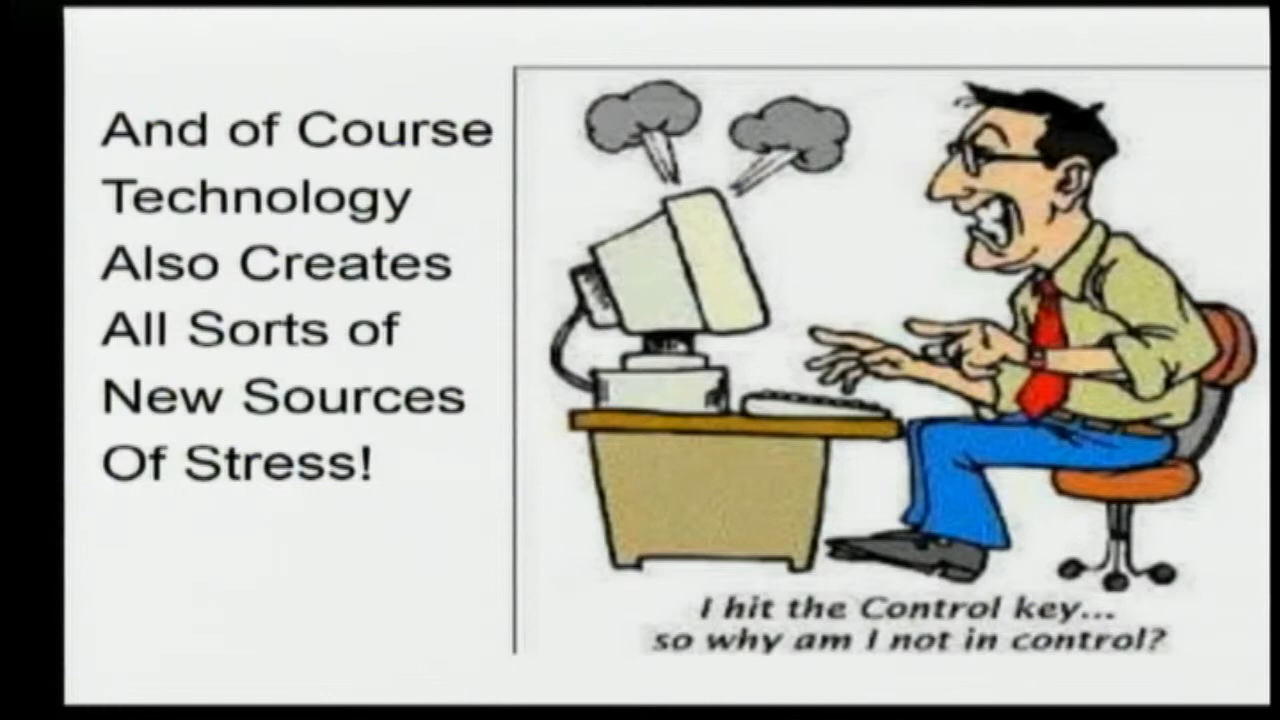 And of Course
Technology
Also Creates
All Sorts of
New Sources
Of Stress!
I hit the Control key...
so why am I not in control?